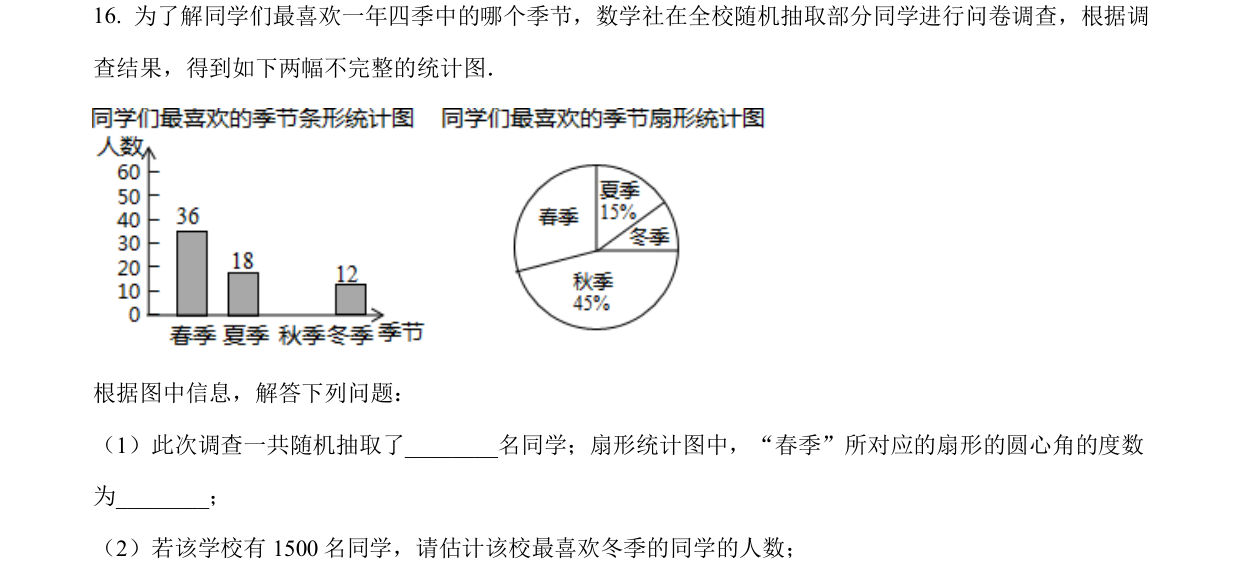 16. 为了解同学们最喜欢一年四季中的哪个季节，数学社在全校随机抽取部分同学进行问卷调查，根据调
查结果，得到如下两幅不完整的统计图．
同学们最喜欢的季节条形统计图
人数
60
50
40
30
20
10
0
36
18
12
春季 夏季 秋季 冬季 季节
同学们最喜欢的季节扇形统计图
夏季
15%
春季
冬季
秋季
45%
根据图中信息，解答下列问题：
（1）此次调查一共随机抽取了________名同学；扇形统计图中，“春季”所对应的扇形的圆心角的度数
为________；
（2）若该学校有 1500 名同学，请估计该校最喜欢冬季的同学的人数；